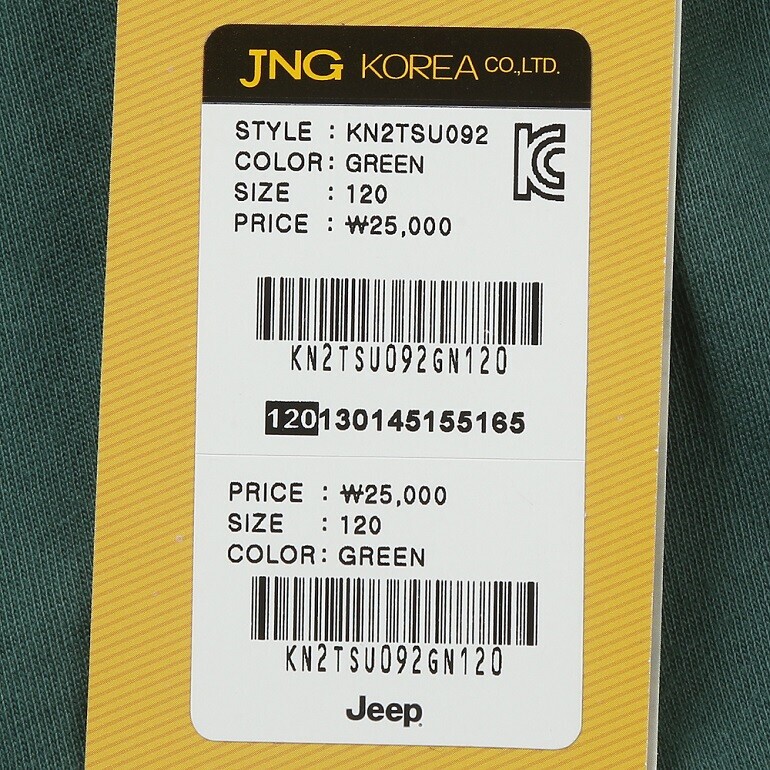 JNG KOREA CO.,LTD.
STYLE : KN2TSU092
COLOR : GREEN
SIZE : 120
PRICE : ₩25,000
KC
KN2TSU092GN120
120130145155165
PRICE : ₩25,000
SIZE : 120
COLOR : GREEN
KN2TSU092GN120
Jeep